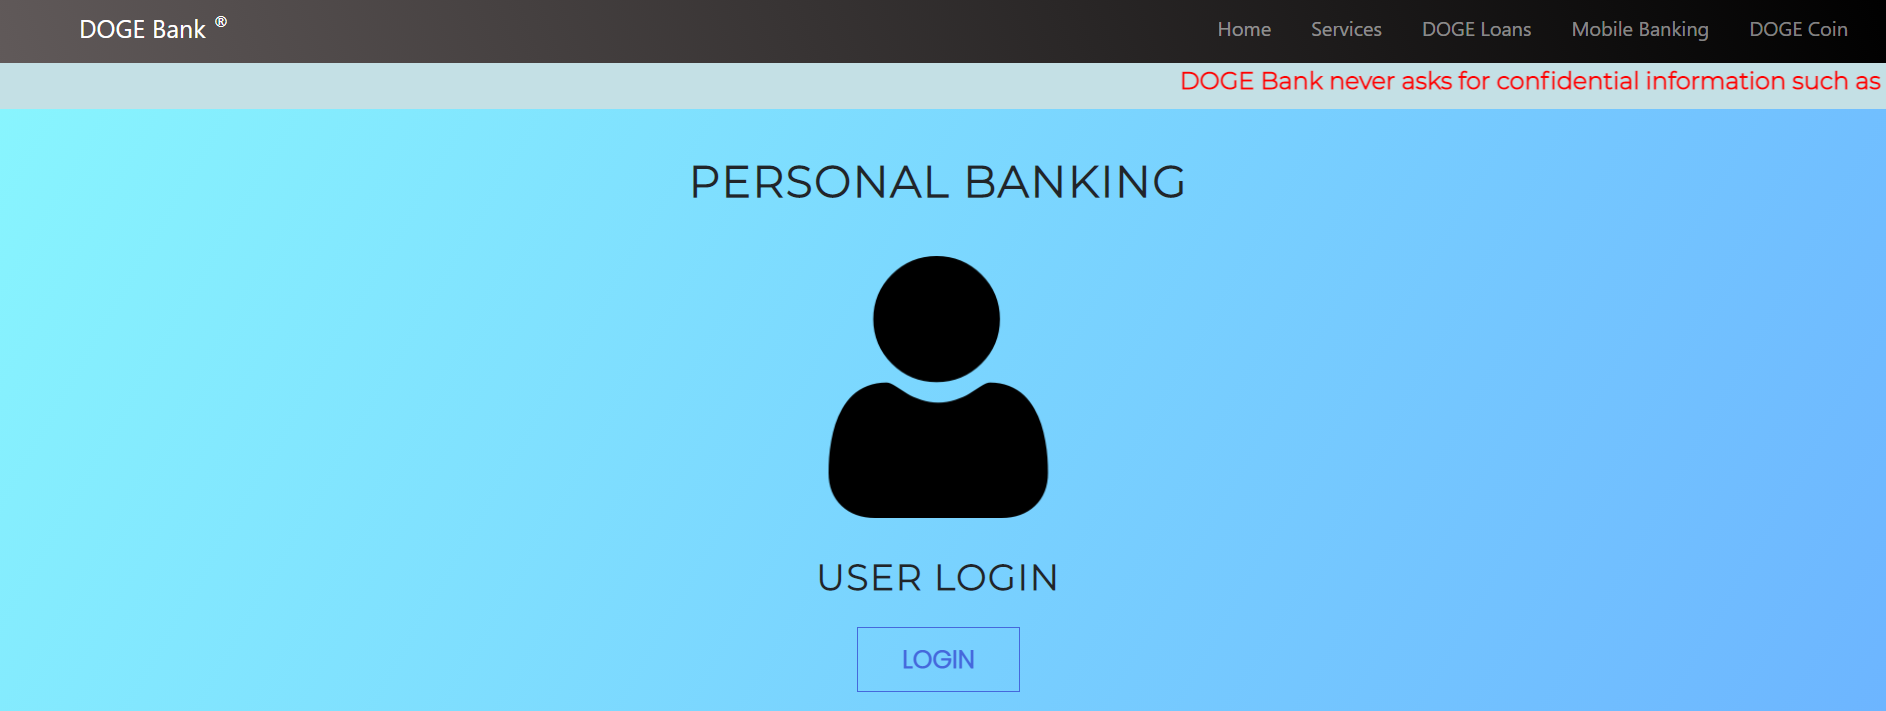 DOGE Bank ®
Home Services DOGE Loans Mobile Banking DOGE Coin
DOGE Bank never asks for confidential information such as
PERSONAL BANKING
USER LOGIN
LOGIN